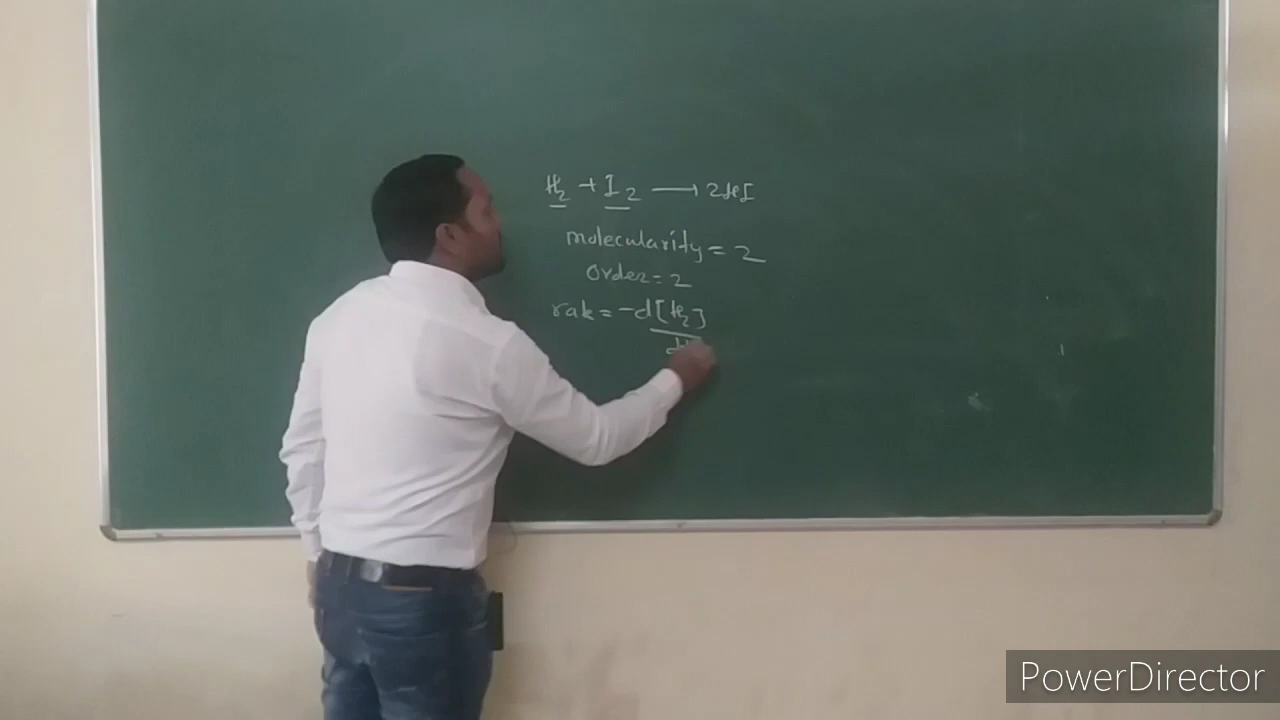 H2 + I2 → 2HI
molecularity = 2
Order = 2
rate = -d[H2]
dt
PowerDirector